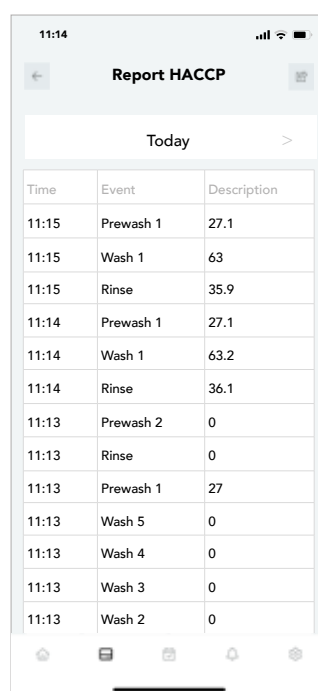 11:14
Report HACCP
Today >
Time Event Description
11:15 Prewash 1 27.1
11:15 Wash 1 63
11:15 Rinse 35.9
11:14 Prewash 1 27.1
11:14 Wash 1 63.2
11:14 Rinse 36.1
11:13 Prewash 2 0
11:13 Rinse 0
11:13 Prewash 1 27
11:13 Wash 5 0
11:13 Wash 4 0
11:13 Wash 3 0
11:13 Wash 2 0